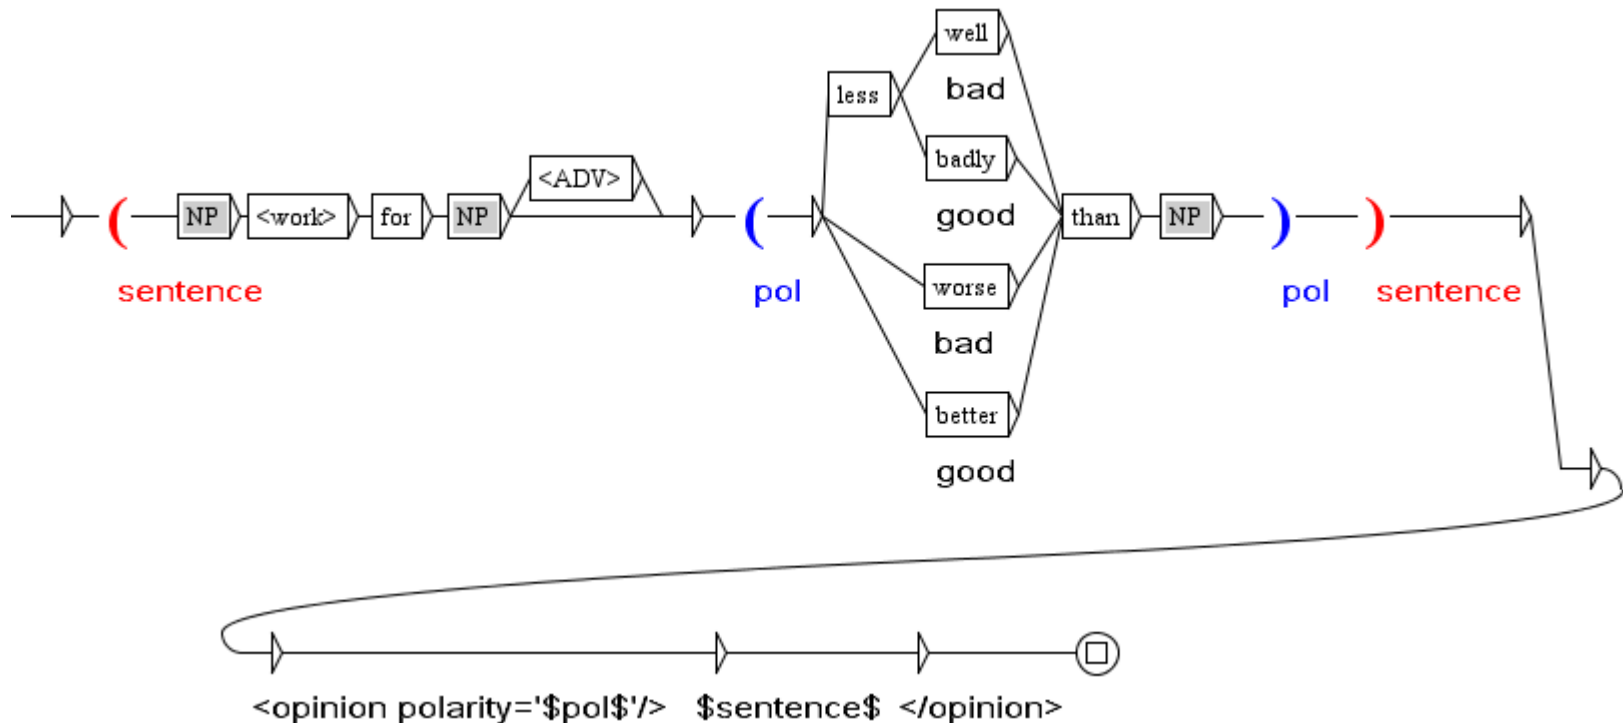 well
bad
less
badly
<ADV>
( NP <work> for NP ( good than NP ) )
sentence pol worse pol sentence
bad
better
good
<opinion polarity='$pol$'/> $sentence$ </opinion>